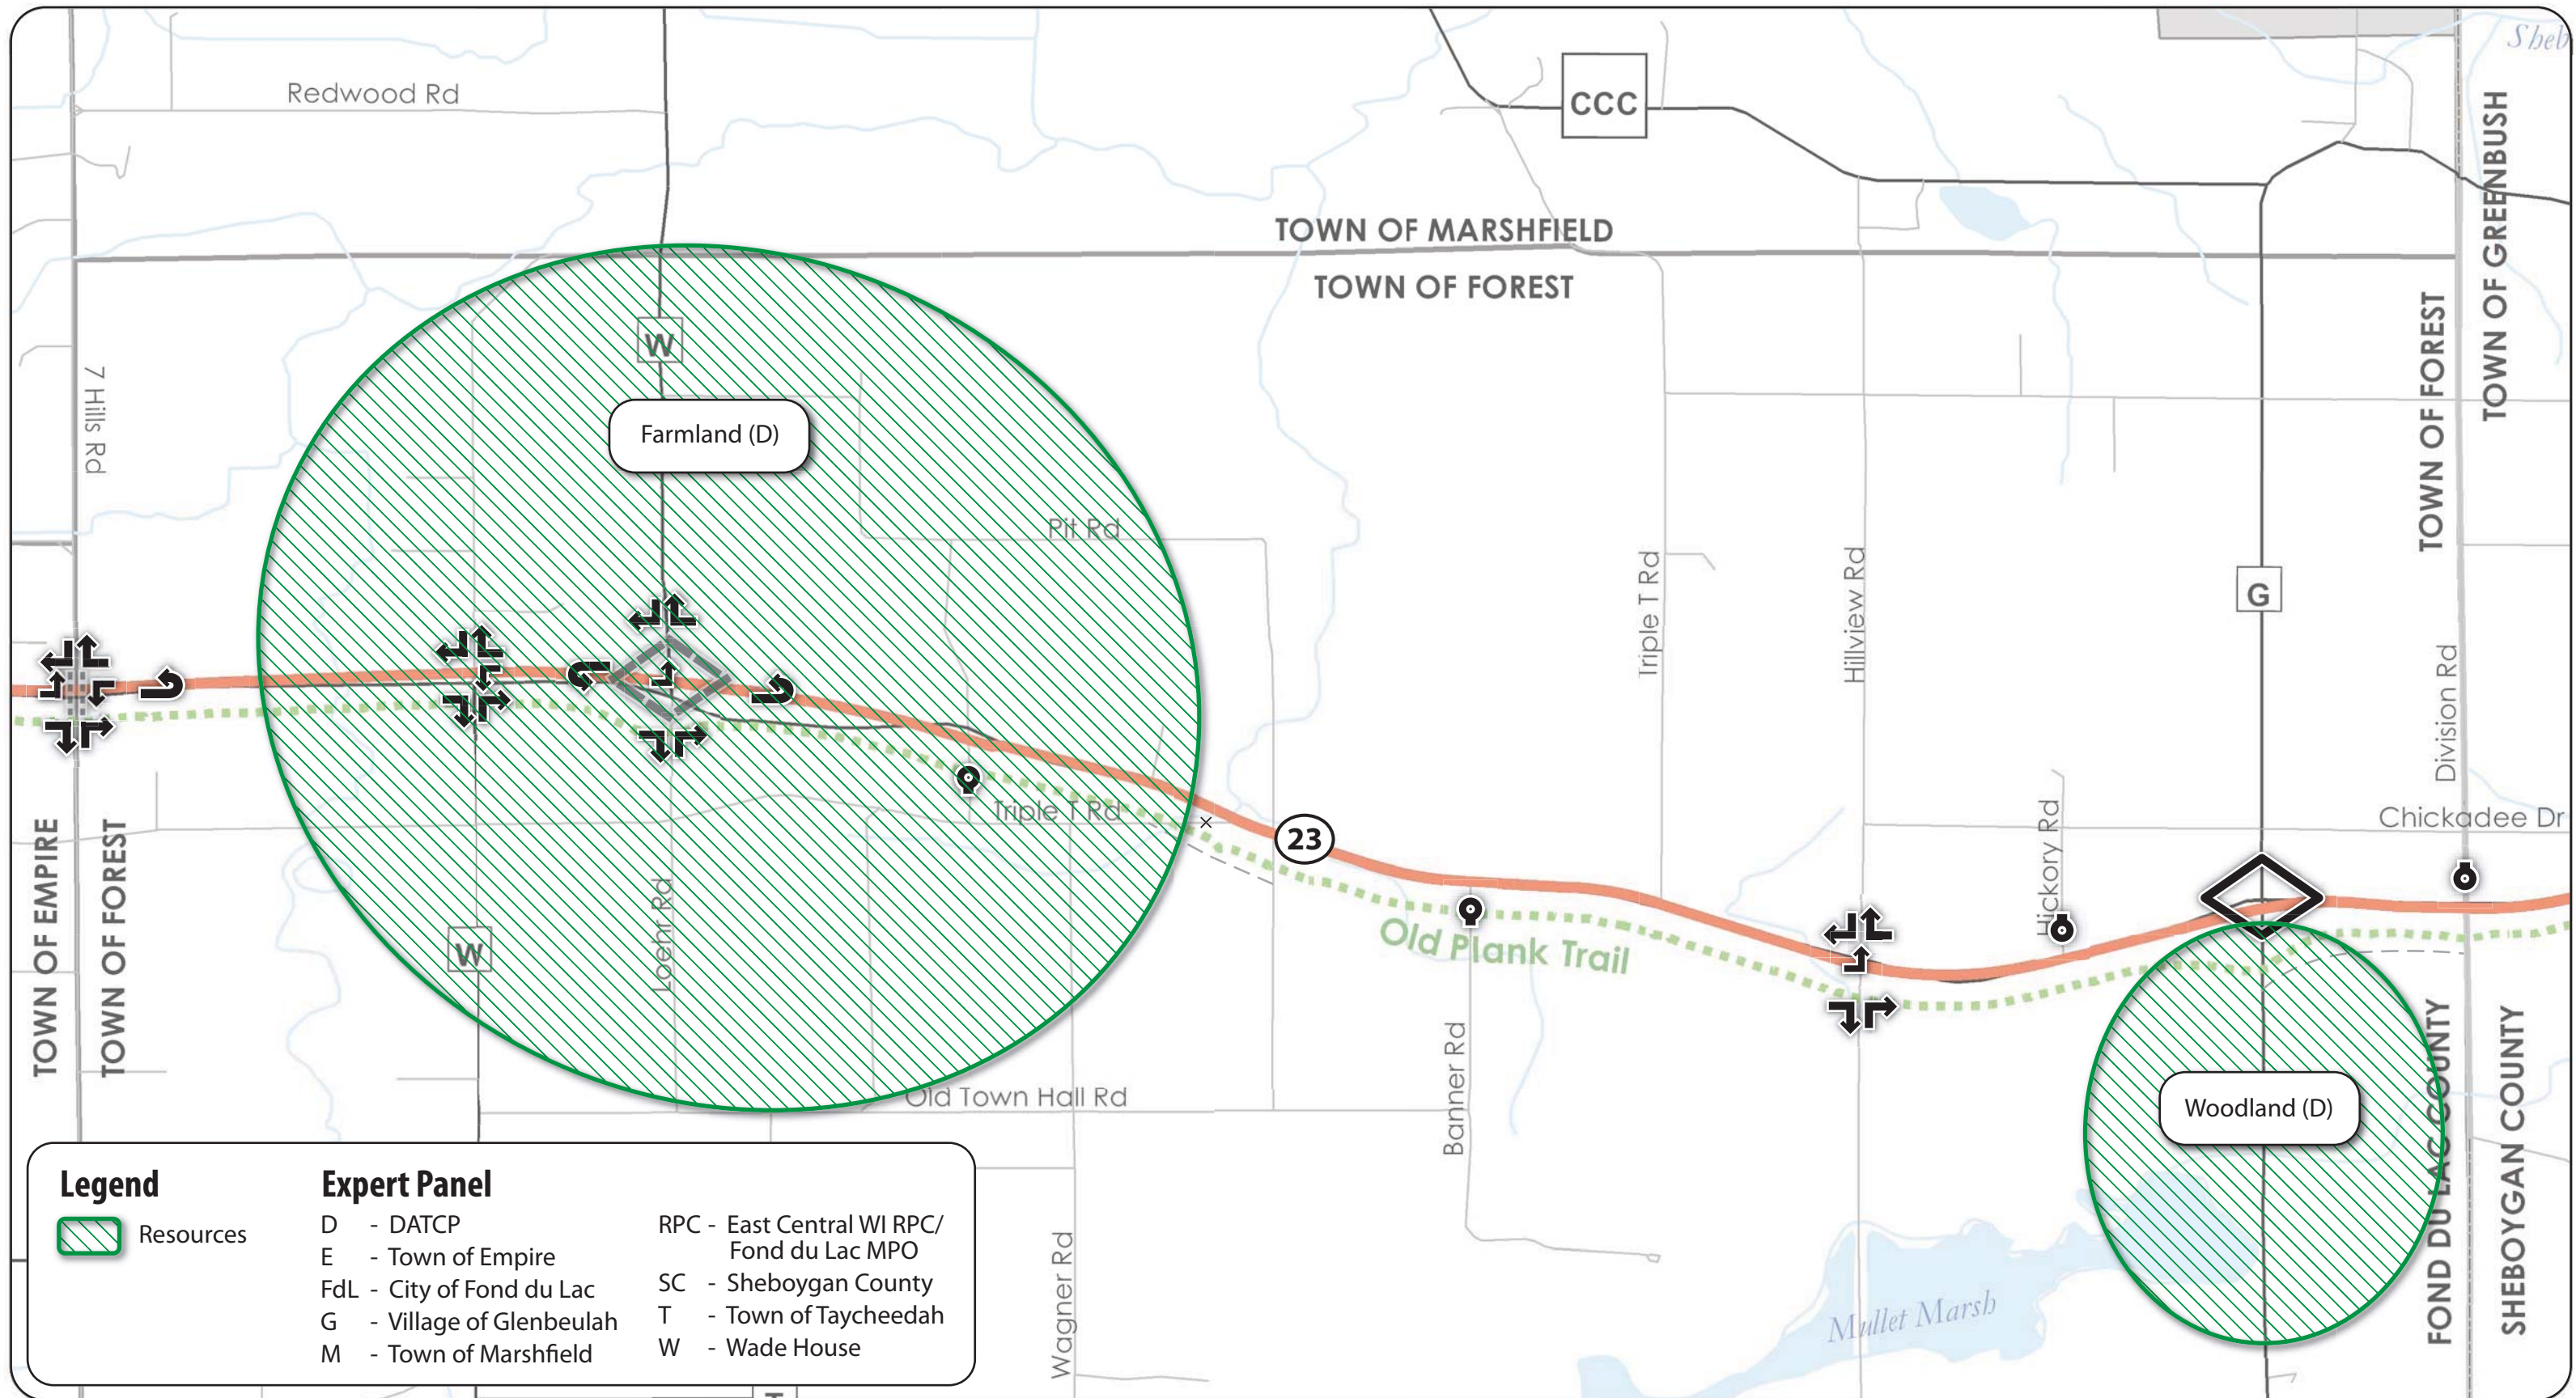 Sheb
Redwood Rd
CCC
TOWN OF GREENBUSH
TOWN OF MARSHFIELD
TOWN OF FOREST
TOWN OF FOREST
W
7 Hills Rd
Farmland (D)
Pit Rd
Triple T Rd
Hillview Rd
G
Division Rd
Triple T Rd
23
Hickory Rd
Chickadee Dr
TOWN OF EMPIRE
TOWN OF FOREST
Loehr Rd
W
Old Plank Trail
Banner Rd
Old Town Hall Rd
Woodland (D)
FOND DU LAC COUNTY
SHEBOYGAN COUNTY
Wagner Rd
Mullet Marsh
Legend
Resources
Expert Panel
D - DATCP
E - Town of Empire
FdL - City of Fond du Lac
G - Village of Glenbeulah
M - Town of Marshfield
RPC - East Central WI RPC/
Fond du Lac MPO
SC - Sheboygan County
T - Town of Taycheedah
W - Wade House